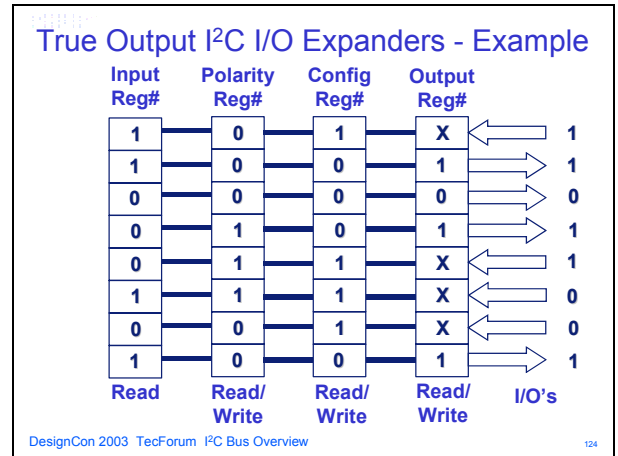 True Output I²C I/O Expanders - Example
Input Polarity Config Output
Reg# Reg# Reg# Reg#
1 0 1 X 1
1 0 0 1 1
0 0 0 0 0
0 1 0 1 1
0 1 1 X 1
1 1 1 X 0
0 0 1 X 0
1 0 0 1 1
Read Read/ Read/ Read/ I/O's
Write Write Write
DesignCon 2003 TecForum I²C Bus Overview 124